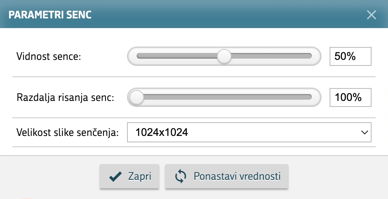 PARAMETRI SENC
Vidnost sence: 50%
Razdalja risanja senc: 100%
Velikost slike senčenja: 1024x1024
Zapri Ponastavi vrednosti